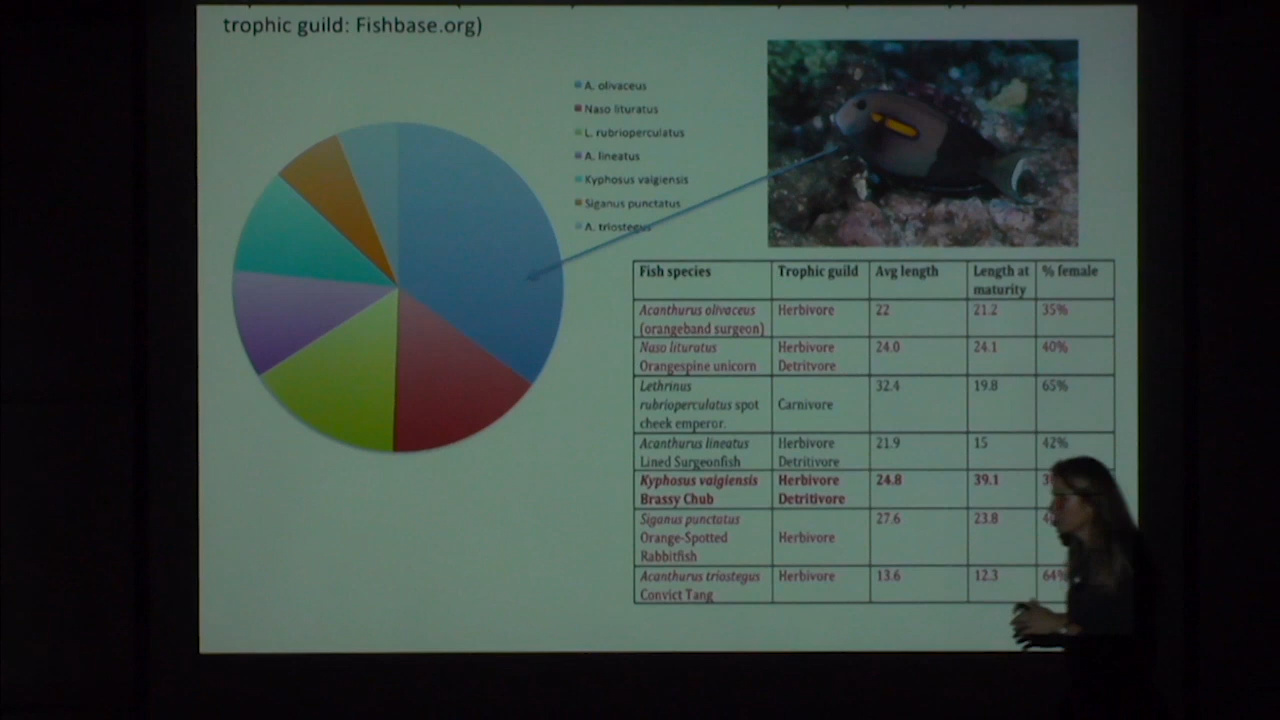 trophic guild: Fishbase.org)
A. olivaceus
Naso lituratus
L. rubrioperculatus
A. lineatus
Kyphosus vaigiensis
Siganus punctatus
A. triostegus
Fish species Trophic guild Avg length Length at % female
maturity
Acanthurus olivaceus Herbivore 22 21.2 35%
(orangeband surgeon)
Naso lituratus Herbivore 24.0 24.1 40%
Orangespine unicorn Detritvore
Lethrinus 32.4 19.8 65%
rubrioperculatus spot Carnivore
cheek emperor.
Acanthurus lineatus Herbivore 21.9 15 42%
Lined Surgeonfish Detritivore
Kyphosus vaigiensis Herbivore 24.8 39.1
Brassy Chub Detritivore
Siganus punctatus 27.6 23.8
Orange-Spotted Herbivore
Rabbitfish
Acanthurus triostegus Herbivore 13.6 12.3 64%
Convict Tang